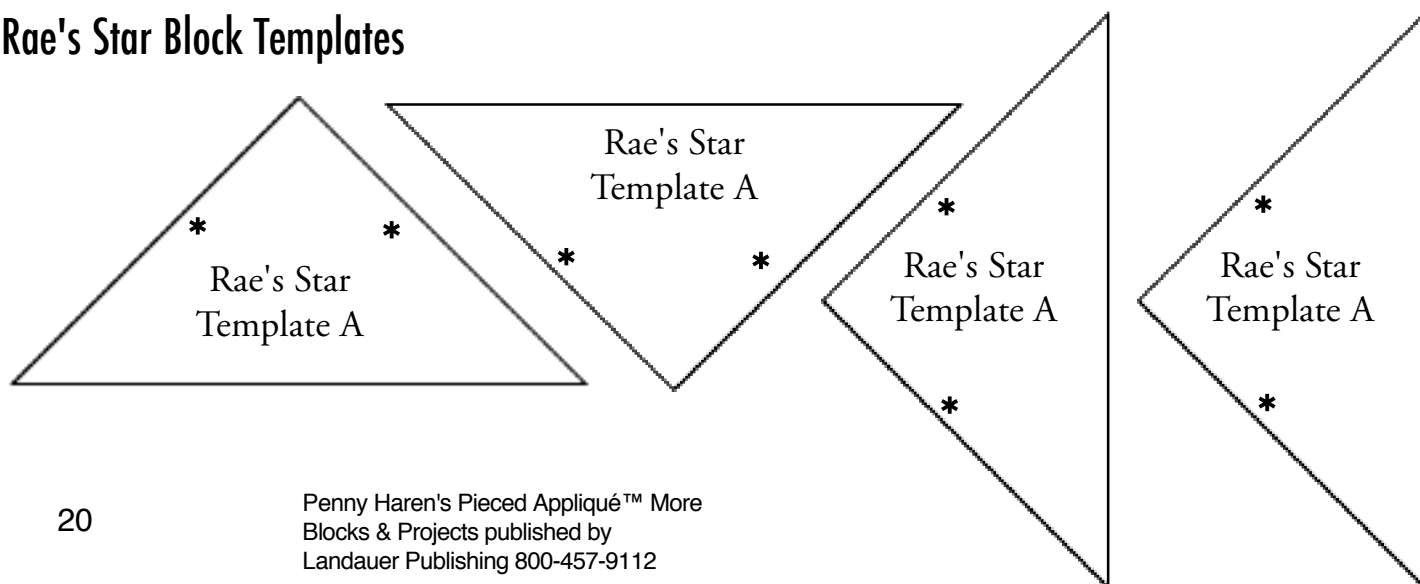 Rae's Star Block Templates
Rae's Star
Template A
*
*
Rae's Star
Template A
*
*
Rae's Star
Template A
*
*
Rae's Star
Template A
*
*
20
Penny Haren's Pieced Appliqué™ More
Blocks & Projects published by
Landauer Publishing 800-457-9112